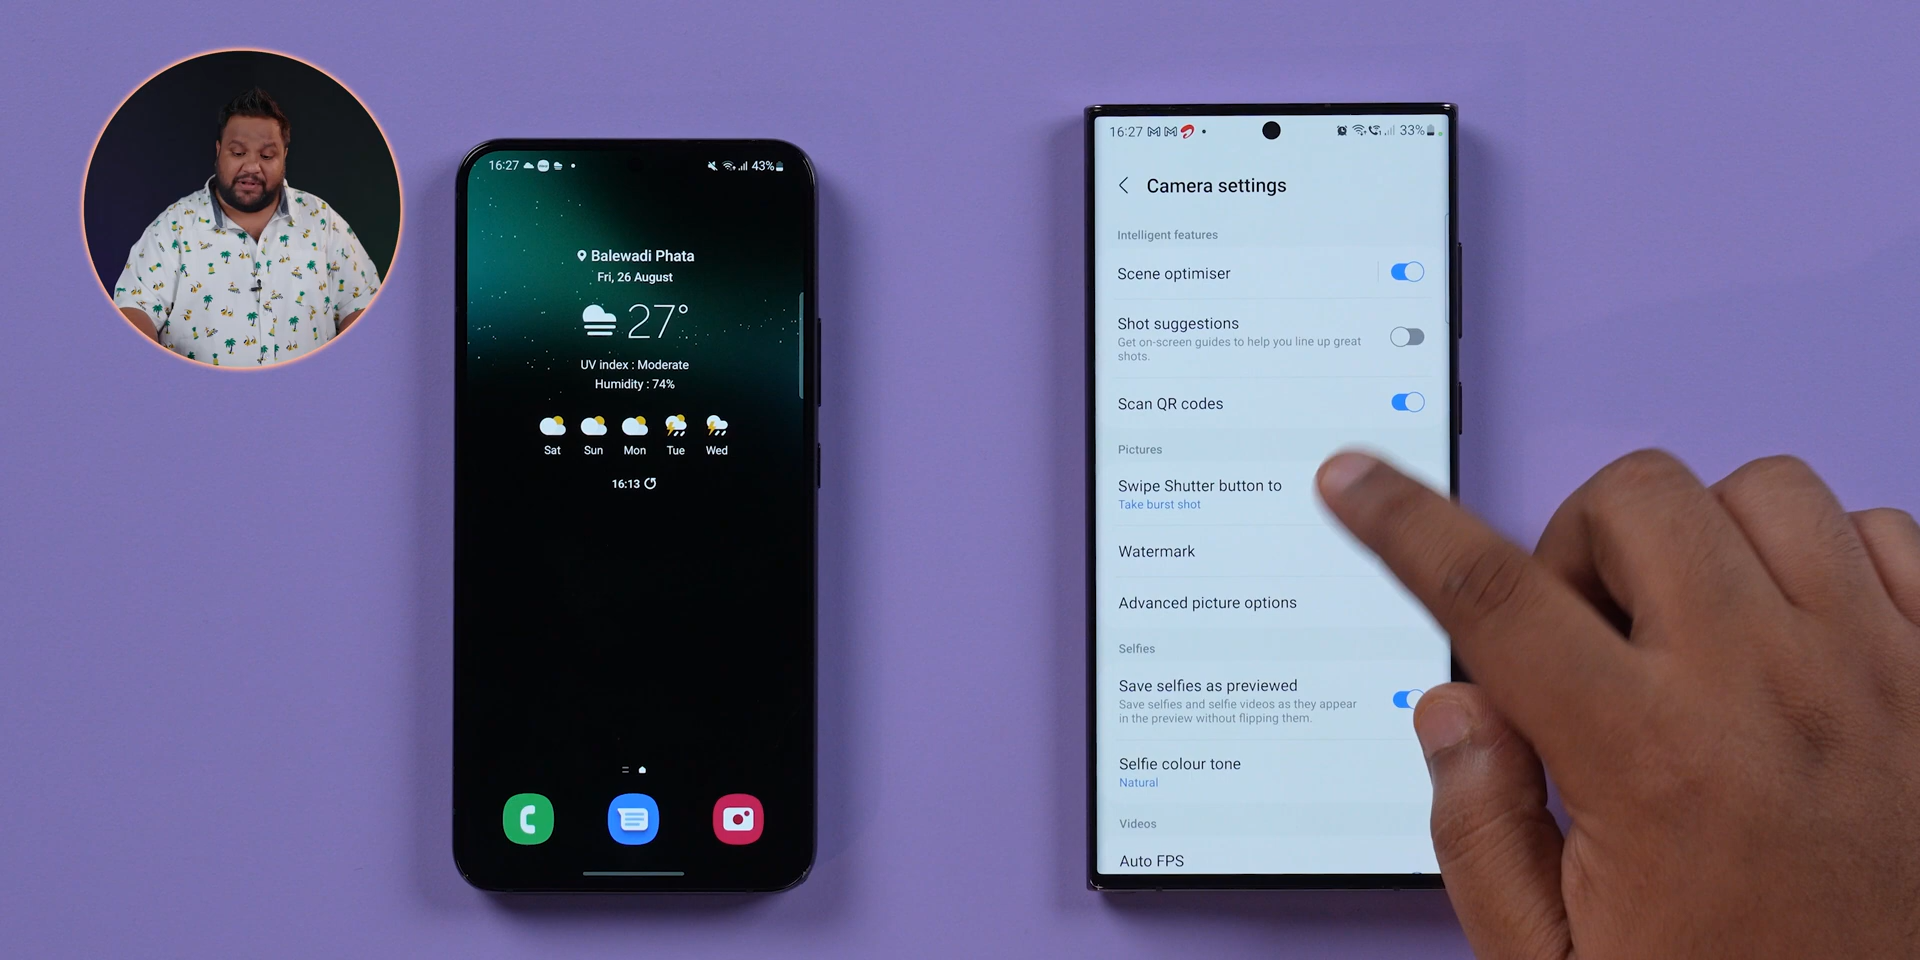 16:27
43%
Balewadi Phata
Fri, 26 August
27°
UV index : Moderate
Humidity : 74%
Sat Sun Mon Tue Wed
16:13
16:27
33%
Camera settings
Intelligent features
Scene optimiser
Shot suggestions
Get on-screen guides to help you line up great
shots.
Scan QR codes
Pictures
Swipe Shutter button to
Take burst shot
Watermark
Advanced picture options
Selfies
Save selfies as previewed
Save selfies and selfie videos as they appear
in the preview without flipping them.
Selfie colour tone
Natural
Videos
Auto FPS